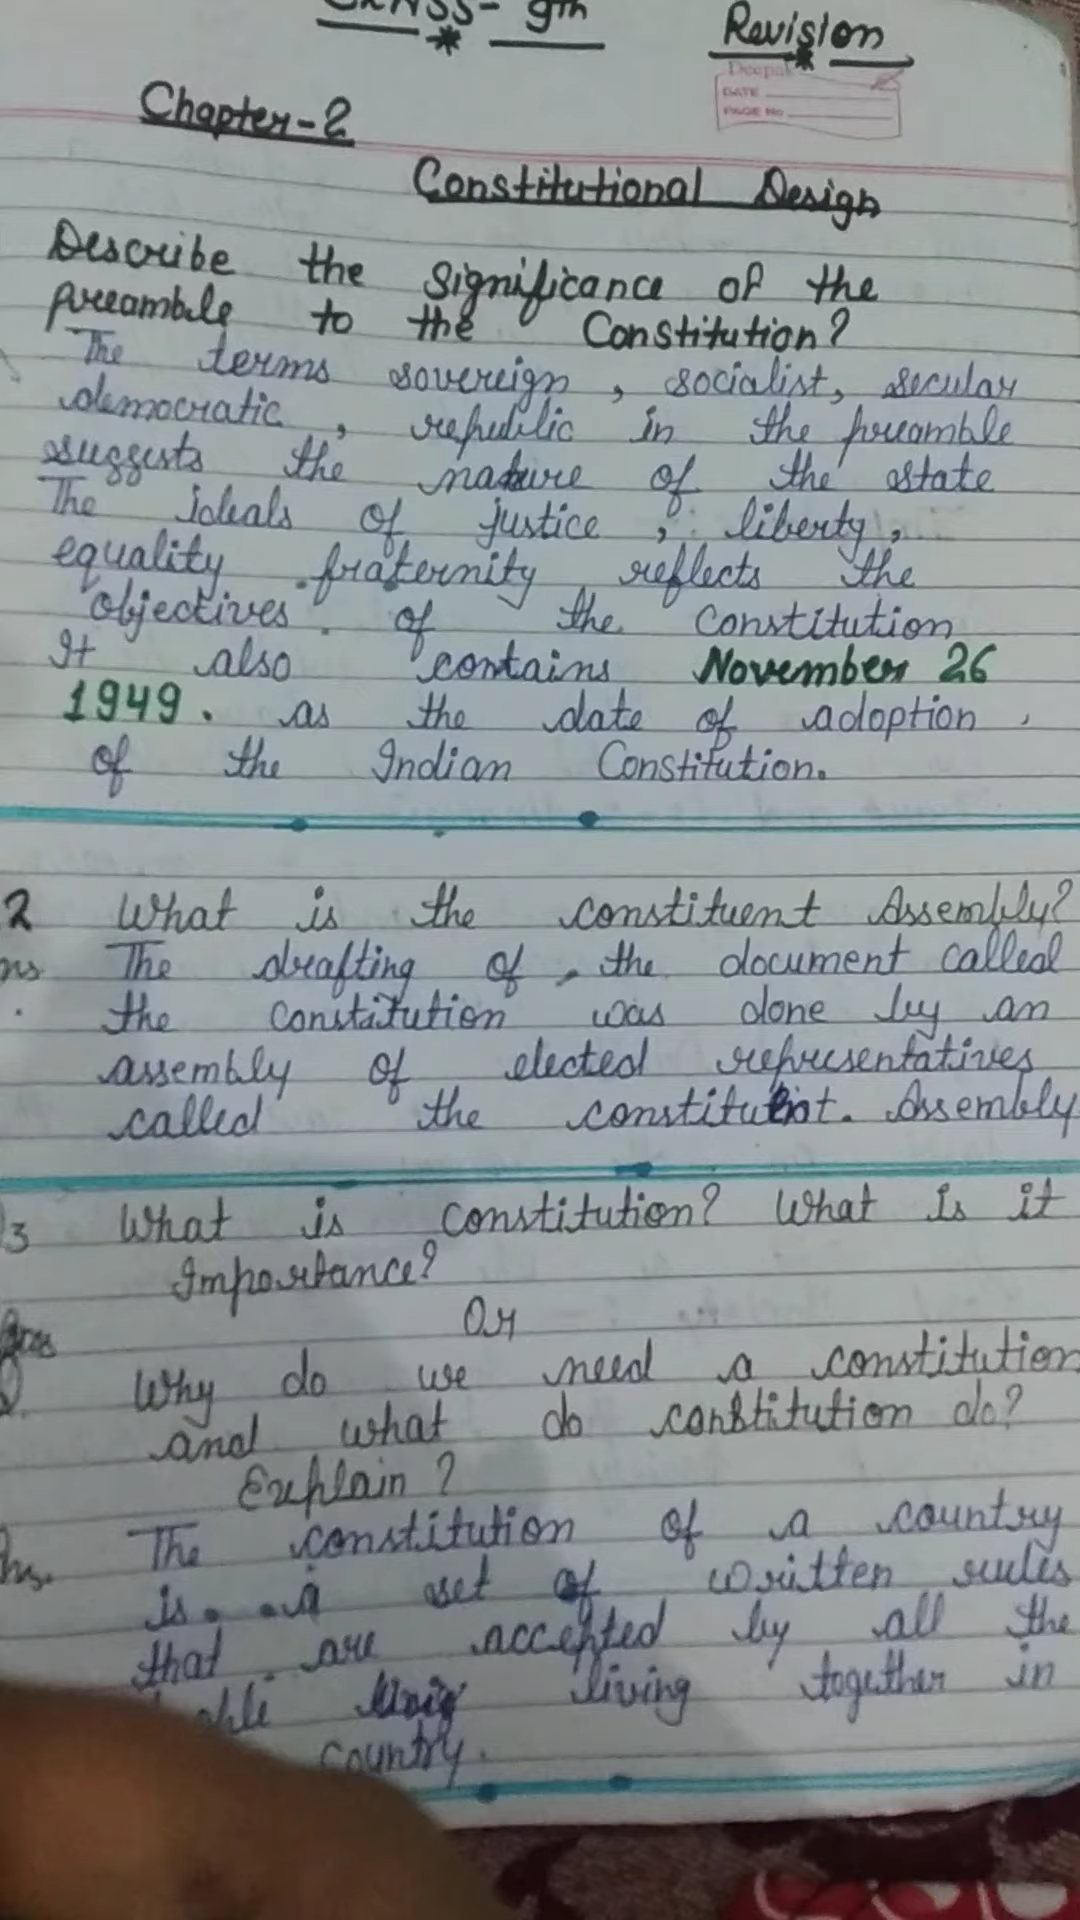 CLASS- 9th Revision
Deepak
DATE
PAGE NO
Chapter-2
Constitutional Design
Describe the significance of the
preamble to the Constitution?
The terms sovereign, socialist, secular
democratic, republic in the preamble
suggests the nature of the state
The ideals of justice, liberty,
equality fraternity reflects the
objectives of the constitution
It also contains November 26
1949. as the date of adoption
of the Indian Constitution.
2 What is the constituent Assembly?
ns The drafting of the document called
the constitution was done by an
assembly of elected representatives
called the constituent. Assembly
3 What is constitution? What is it
Importance?
Or
Why do we need a constitution
and what do constitution do?
Explain?
Ans. The constitution of a country
is a set of written rules
that are accepted by all the
living together in
country.